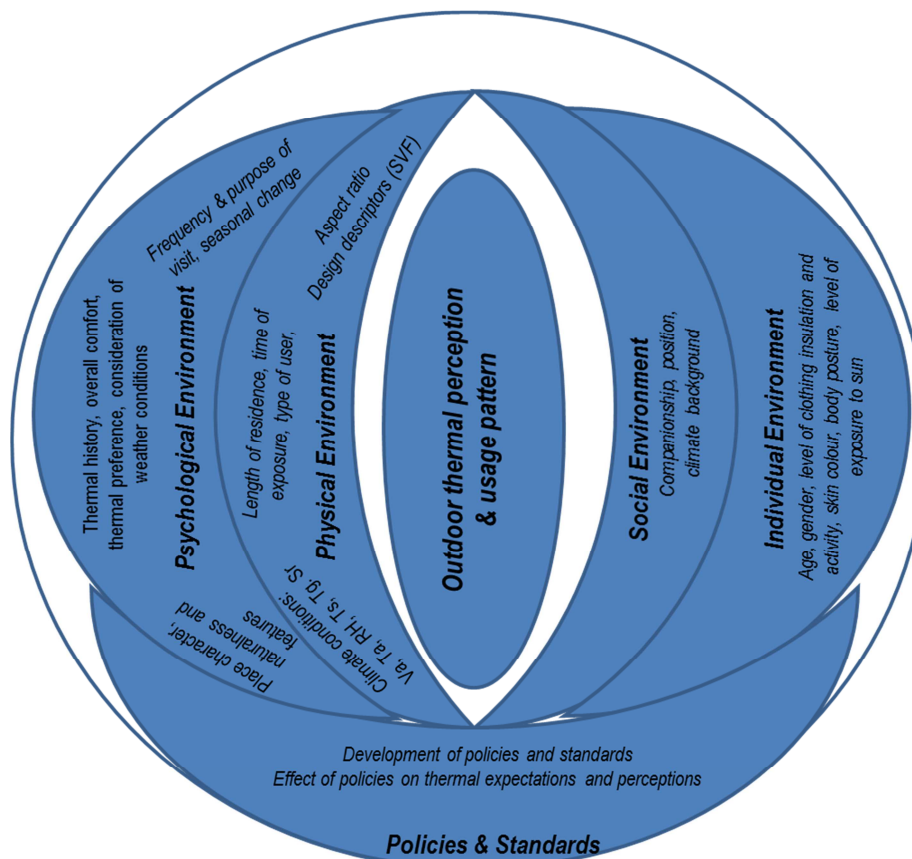 Frequency & purpose of
visit, seasonal change
Thermal history, overall comfort,
thermal preference, consideration of
weather conditions
Psychological Environment
Place character,
naturalness and
features
Aspect ratio
Design descriptors (SVF)
Length of residence, time of
exposure, type of user,
Physical Environment
Climate conditions:
Va, Ta, RH, Ts, Tg, Sr
Outdoor thermal perception
& usage pattern
Social Environment
Companionship, position,
climate background
Individual Environment
Age, gender, level of clothing insulation and
activity, skin colour, body posture, level of
exposure to sun
Development of policies and standards
Effect of policies on thermal expectations and perceptions
Policies & Standards